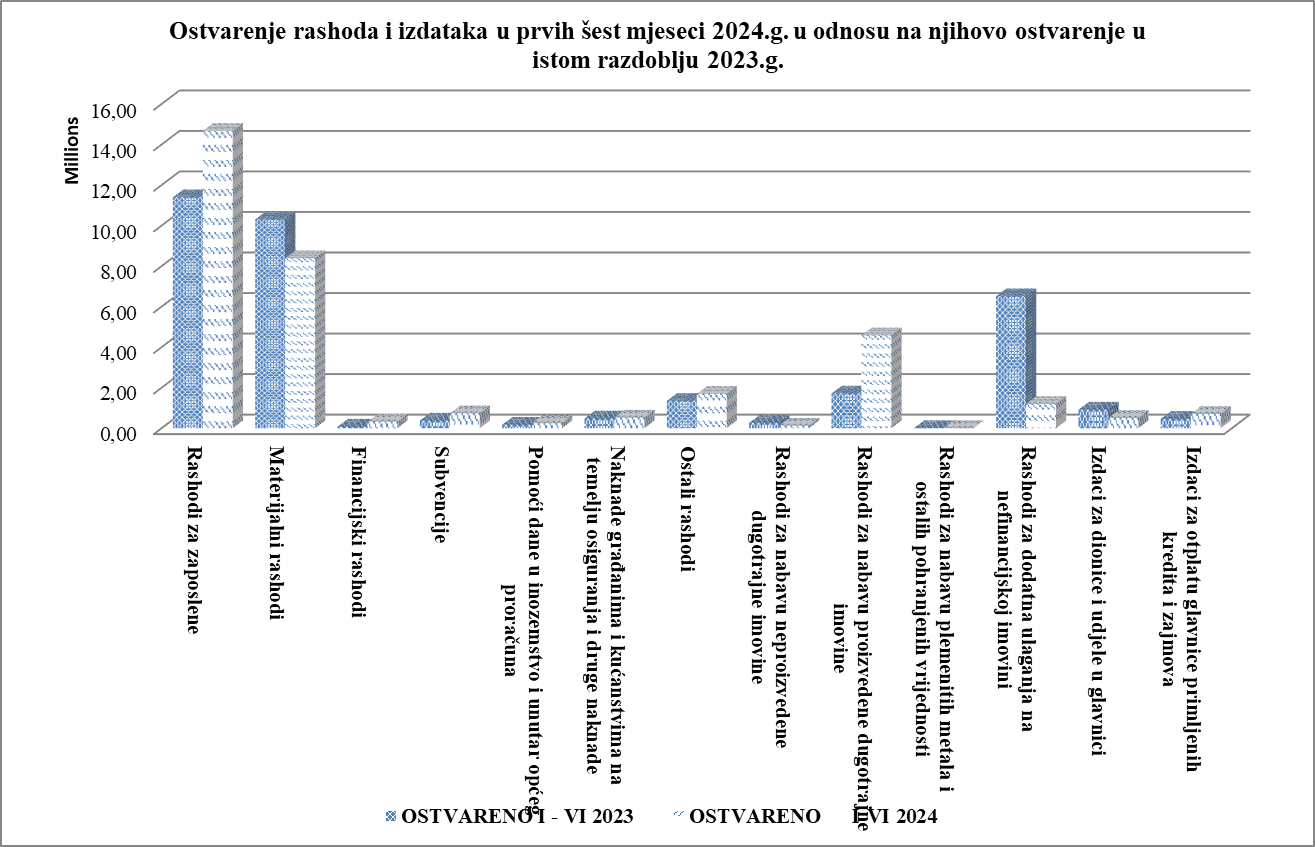 Ostvarenje rashoda i izdataka u prvih šest mjeseci 2024.g. u odnosu na njihovo ostvarenje u
istom razdoblju 2023.g.
Millions
16,00
14,00
12,00
10,00
8,00
6,00
4,00
2,00
0,00
Rashodi za zaposlene
Materijalni rashodi
Financijski rashodi
Subvencije
Pomoći dane u inozemstvo i unutar općeg
proračuna
Naknade građanima i kućanstvima na
temelju osiguranja i druge naknade
Ostali rashodi
Rashodi za nabavu neproizvedene
dugotrajne imovine
Rashodi za nabavu proizvedene dugotrajne
imovine
Rashodi za nabavu plemenitih metala i
ostalih pohranjenih vrijednosti
Rashodi za dodatna ulaganja na
nefinancijskoj imovini
Izdaci za dionice i udjele u glavnici
Izdaci za otplatu glavnice primljenih
kredita i zajmova
OSTVARENO I - VI 2023
OSTVARENO I VI 2024